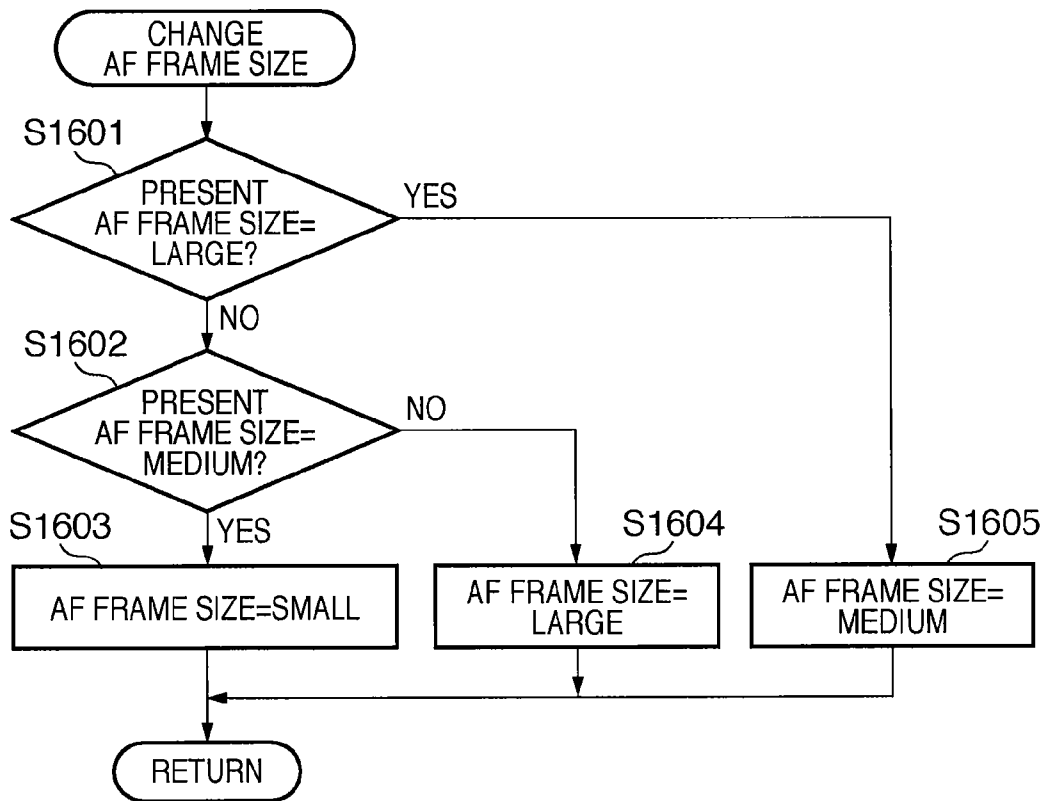 CHANGE
AF FRAME SIZE
S1601
PRESENT
AF FRAME SIZE=
LARGE?
YES
NO
S1602
PRESENT
AF FRAME SIZE=
MEDIUM?
NO
YES
S1603
AF FRAME SIZE=SMALL
S1604
AF FRAME SIZE=
LARGE
S1605
AF FRAME SIZE=
MEDIUM
RETURN